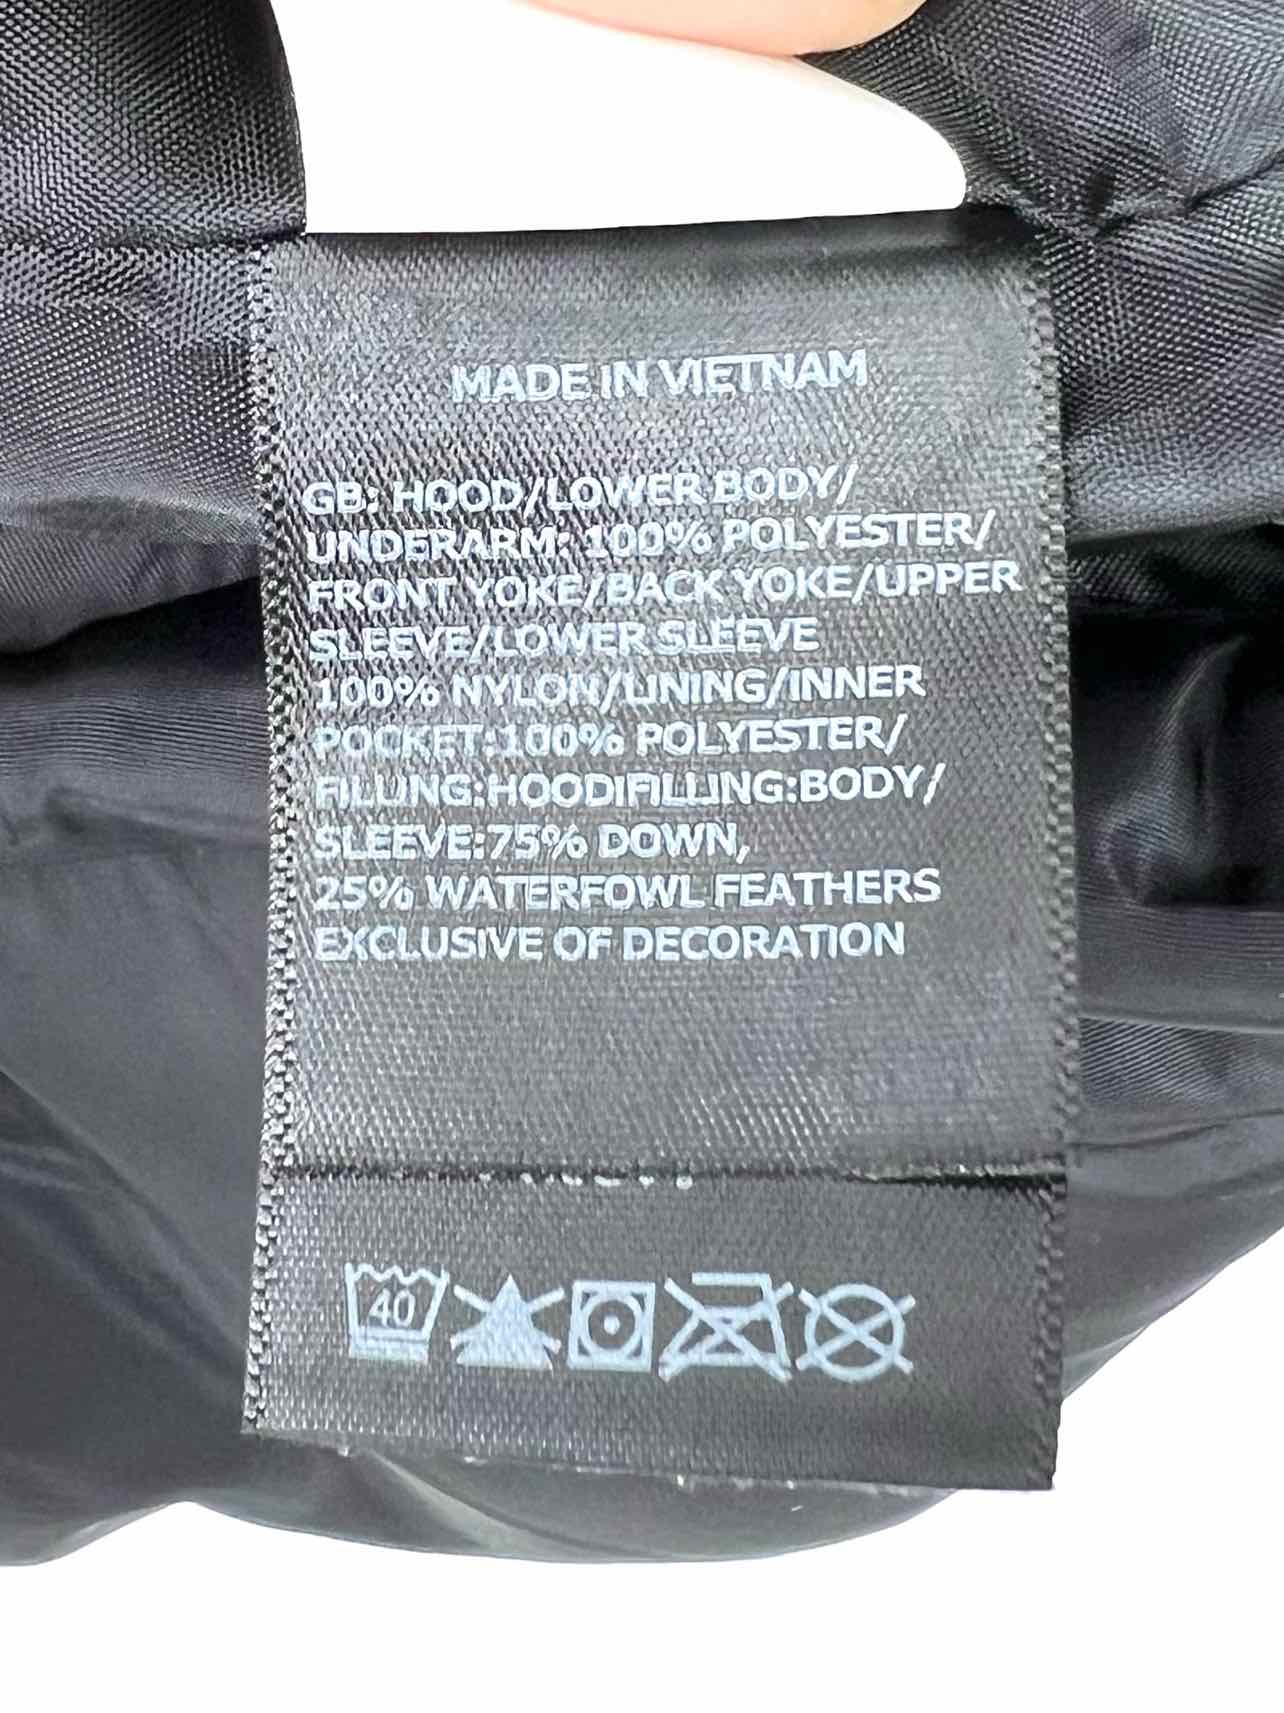 MADE IN VIETNAM
GB: HOOD/LOWER BODY/
UNDERARM: 100% POLYESTER/
FRONT YOKE/BACK YOKE/UPPER
SLEEVE/LOWER SLEEVE
100% NYLON/LINING/INNER
POCKET:100% POLYESTER/
FILLING:HOODIFILLING:BODY/
SLEEVE:75% DOWN,
25% WATERFOWL FEATHERS
EXCLUSIVE OF DECORATION
40